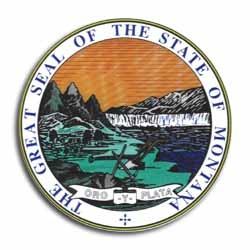 THE GREAT SEAL OF THE STATE OF MONTANA
ORO Y PLATA